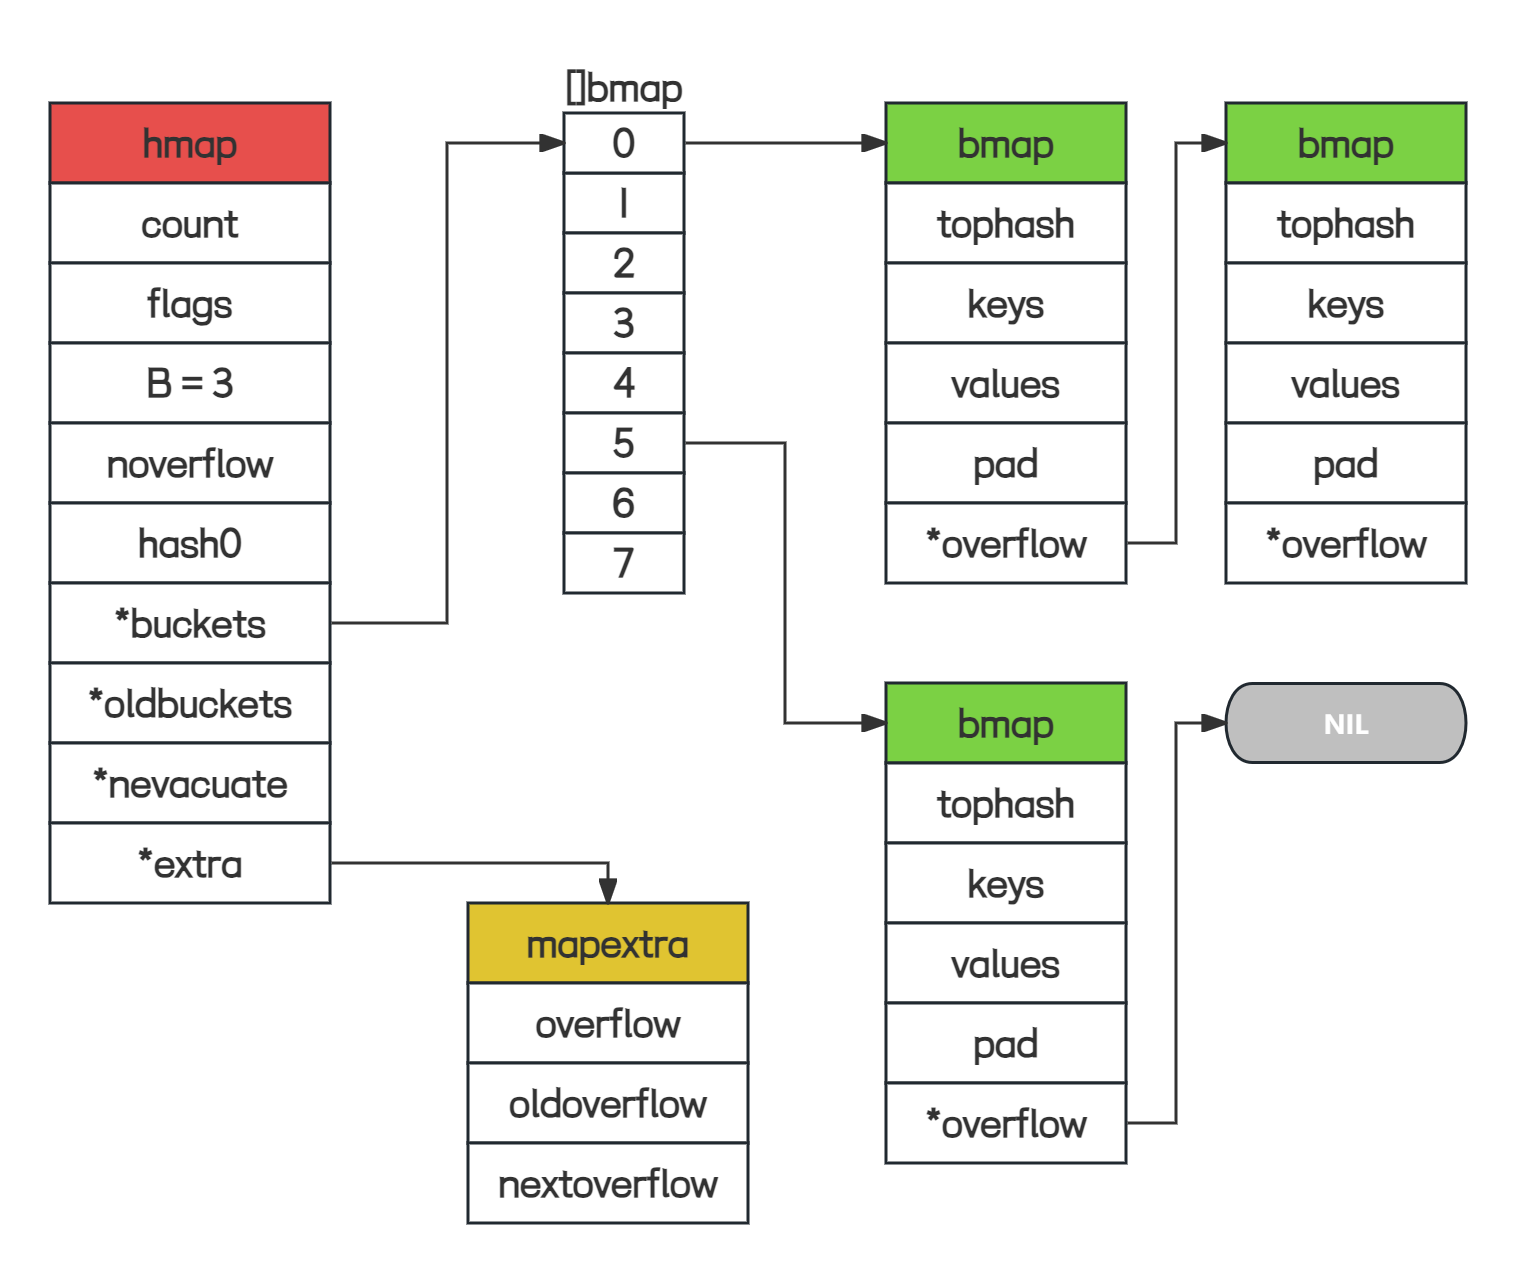 hmap
count
flags
B = 3
noverflow
hash0
*buckets
*oldbuckets
*nevacuate
*extra
[]bmap
0
1
2
3
4
5
6
7
bmap
tophash
keys
values
pad
*overflow
bmap
tophash
keys
values
pad
*overflow
bmap
tophash
keys
values
pad
*overflow
NIL
mapextra
overflow
oldoverflow
nextoverflow